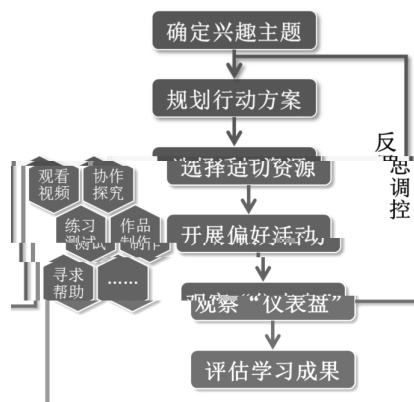 确定兴趣主题
规划行动方案
选择适切资源
开展偏好活动
观察“仪表盘”
评估学习成果
反思调控
观看
视频
协作
探究
练习
测试
作品
制作
寻求
帮助
……